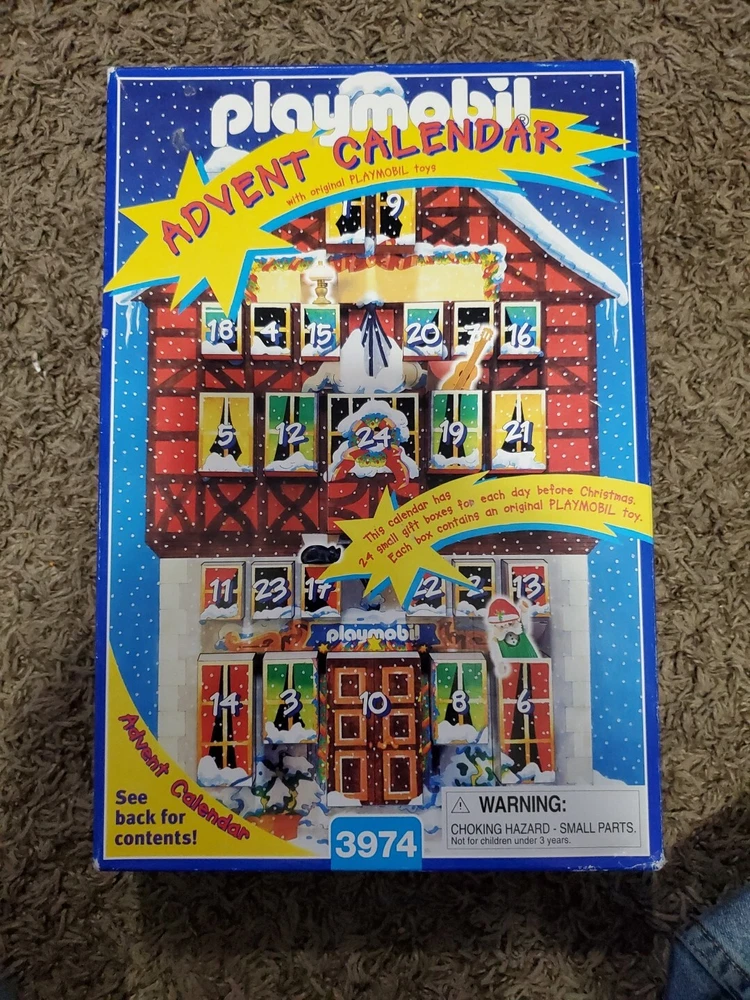 playmobil®
ADVENT CALENDAR
with original PLAYMOBIL toys
1 9
18 4 15 20 7 16
5 12 24 19 21
This calendar has
24 small gift boxes for each day before Christmas.
Each box contains an original PLAYMOBIL toy.
11 23 17 22 2 13
playmobil
14 3 10 8 6
Advent Calendar
See
back for
contents!
3974
WARNING:
CHOKING HAZARD - SMALL PARTS.
Not for children under 3 years.